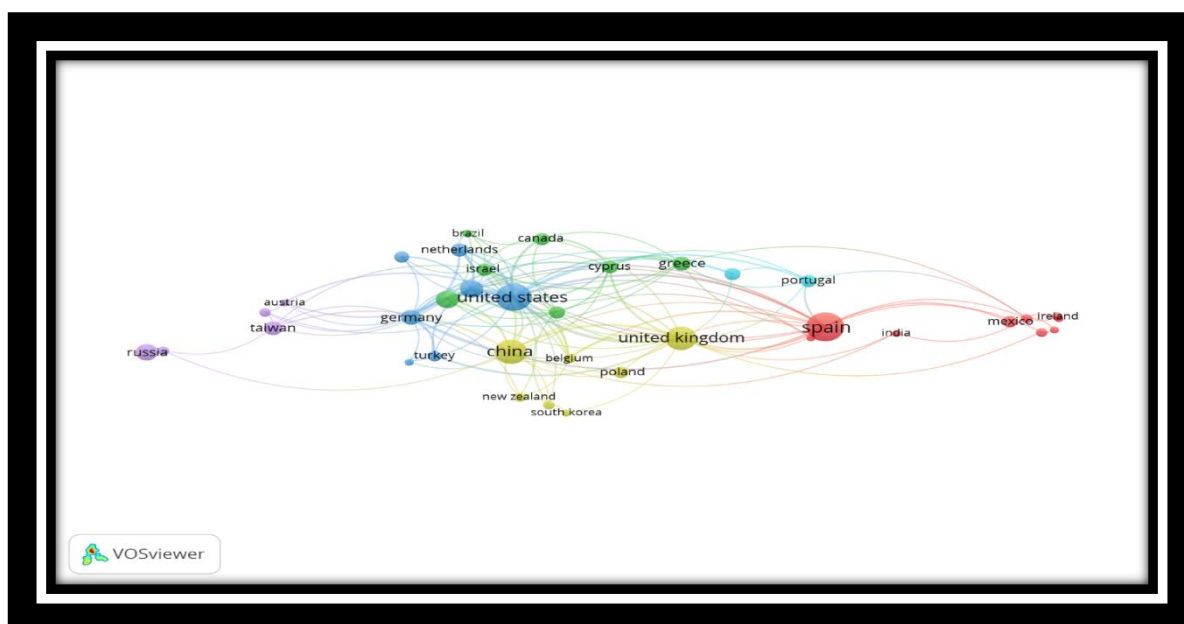 brazil
canada
netherlands
israel
cyprus
greece
portugal
austria
united states
germany
taiwan
spain
mexico
ireland
india
united kingdom
russia
turkey
china
belgium
poland
new zealand
south korea
VOSviewer